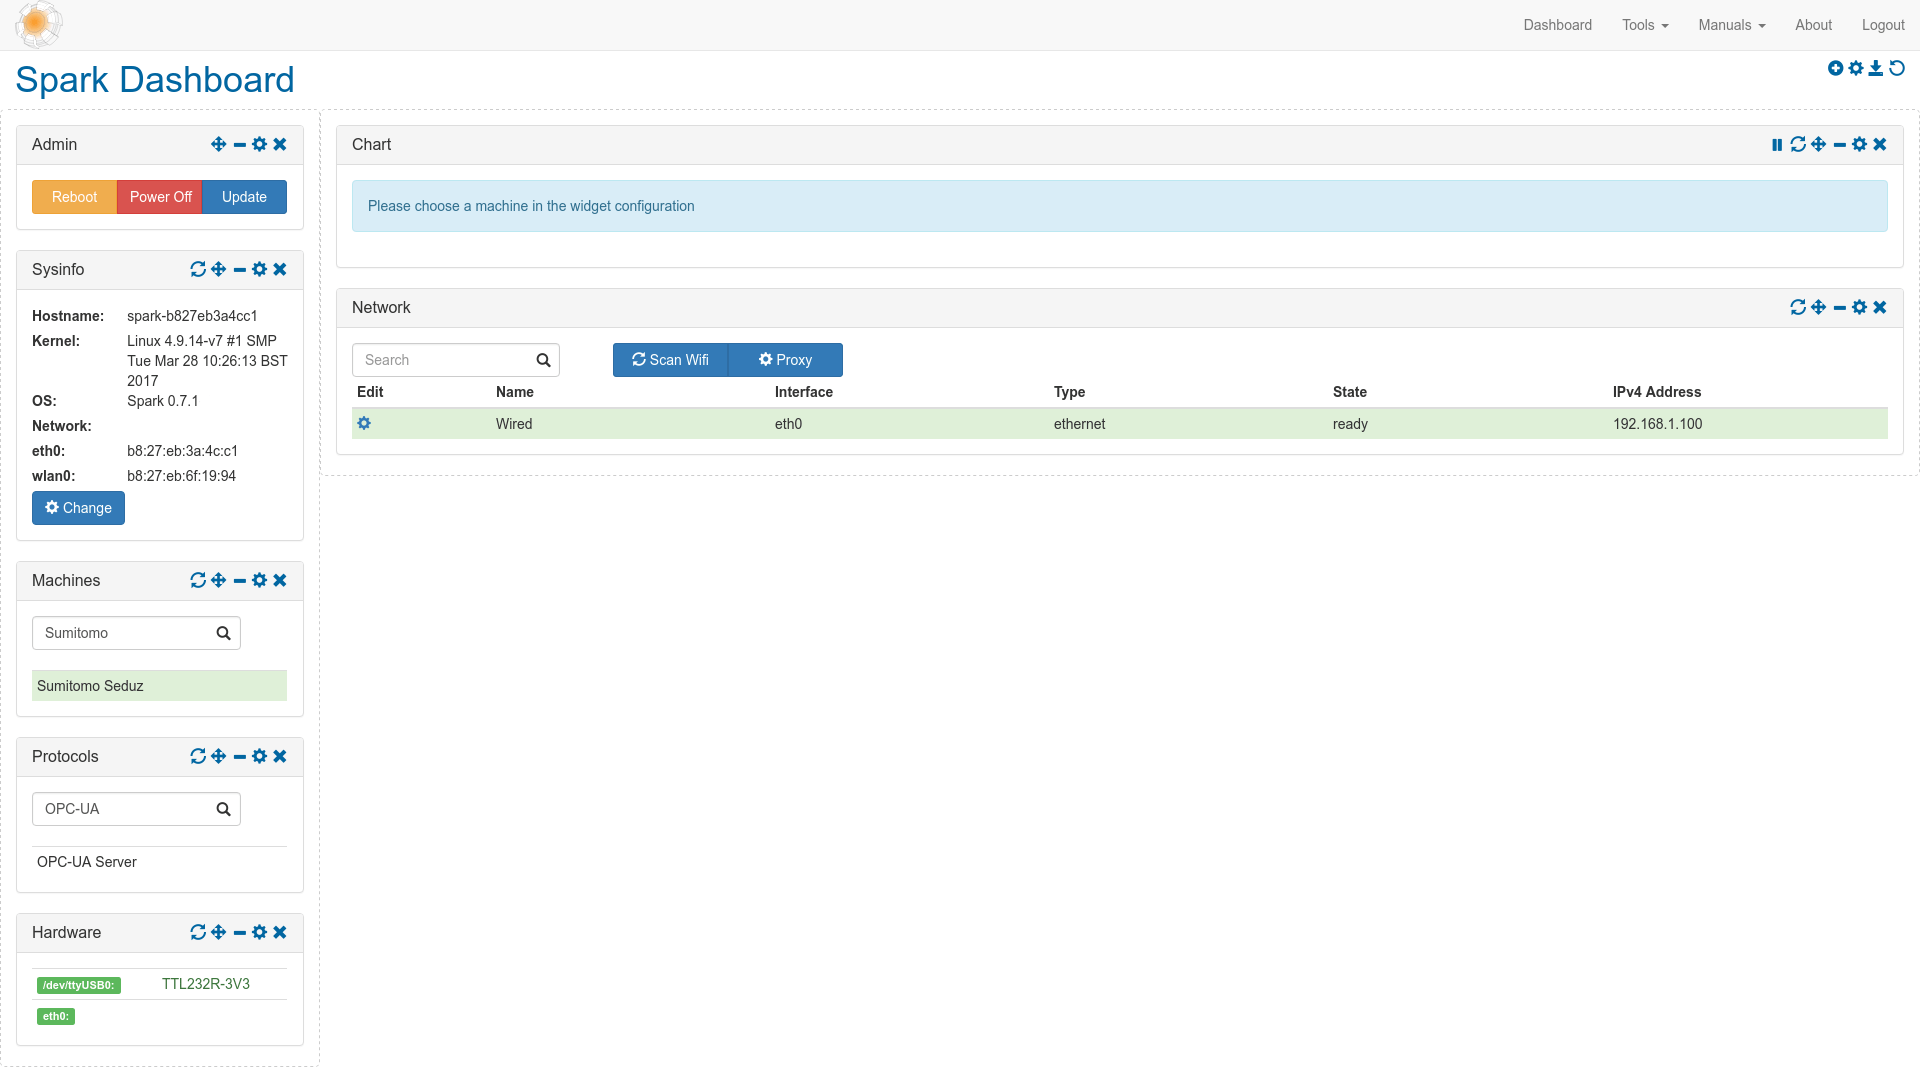 Dashboard Tools Manuals About Logout
Spark Dashboard
Admin
Reboot Power Off Update
Sysinfo
Hostname: spark-b827eb3a4cc1
Kernel: Linux 4.9.14-v7 #1 SMP
Tue Mar 28 10:26:13 BST
2017
OS: Spark 0.7.1
Network:
eth0: b8:27:eb:3a:4c:c1
wlan0: b8:27:eb:6f:19:94
Change
Machines
Sumitomo
Sumitomo Seduz
Protocols
OPC-UA
OPC-UA Server
Hardware
/dev/ttyUSB0: TTL232R-3V3
eth0:
Chart
Please choose a machine in the widget configuration
Network
Search Scan Wifi Proxy
Edit Name Interface Type State IPv4 Address
Wired eth0 ethernet ready 192.168.1.100